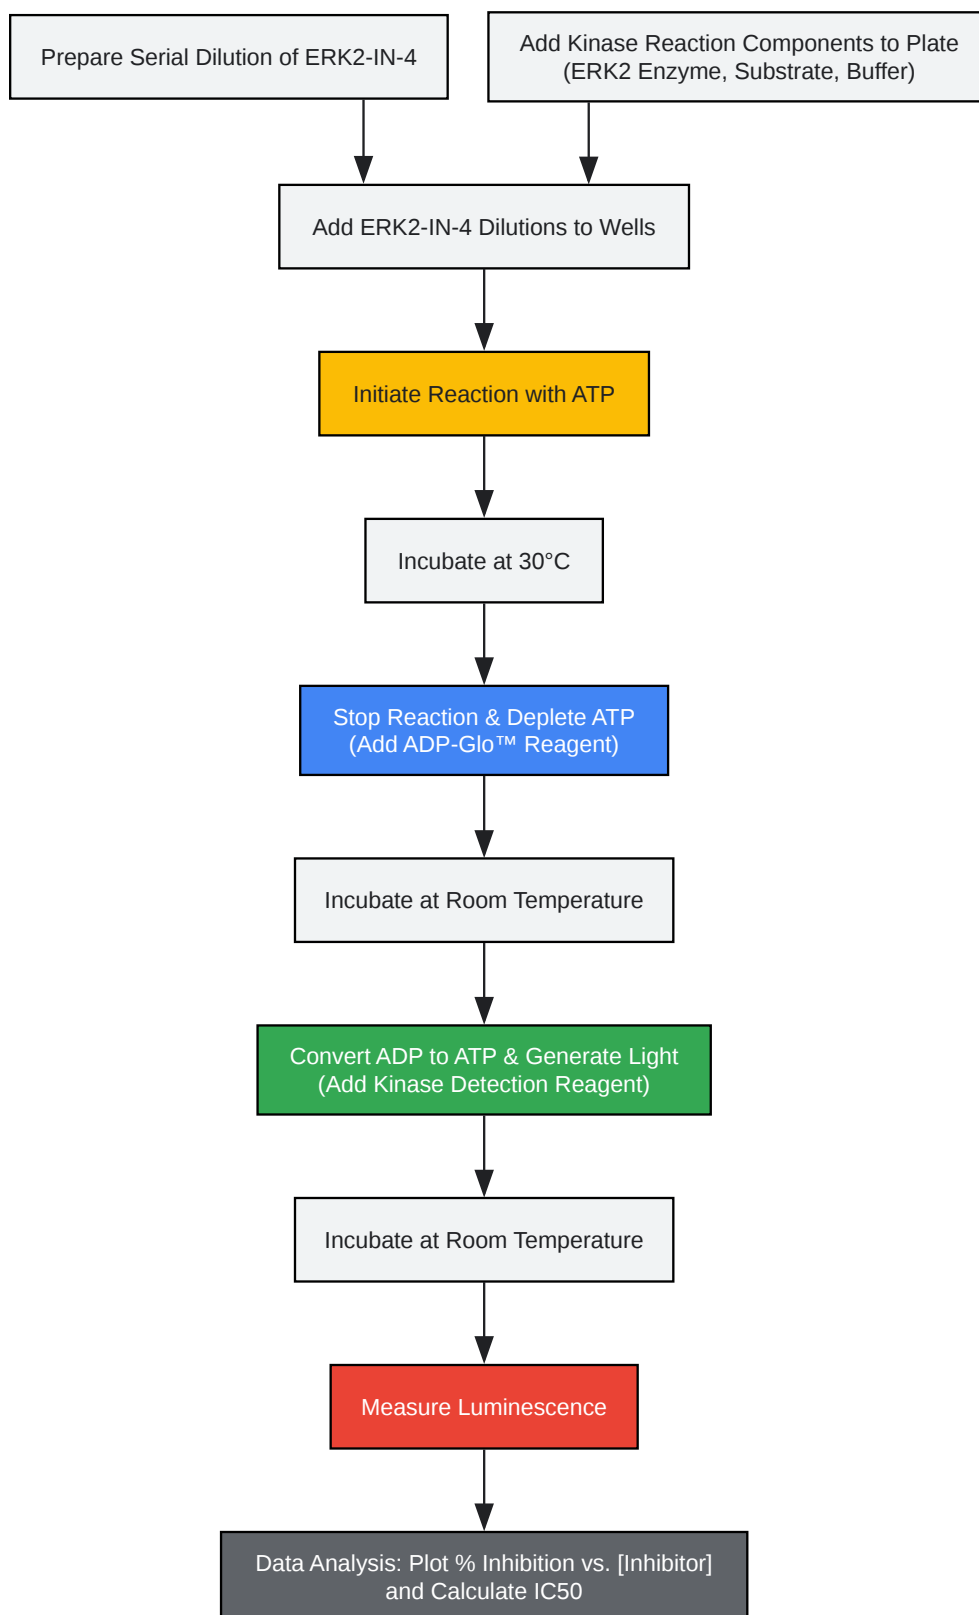 Prepare Serial Dilution of ERK2-IN-4
Add Kinase Reaction Components to Plate
(ERK2 Enzyme, Substrate, Buffer)
Add ERK2-IN-4 Dilutions to Wells
Initiate Reaction with ATP
Incubate at 30°C
Stop Reaction & Deplete ATP
(Add ADP-Glo™ Reagent)
Incubate at Room Temperature
Convert ADP to ATP & Generate Light
(Add Kinase Detection Reagent)
Incubate at Room Temperature
Measure Luminescence
Data Analysis: Plot % Inhibition vs. [Inhibitor]
and Calculate IC50